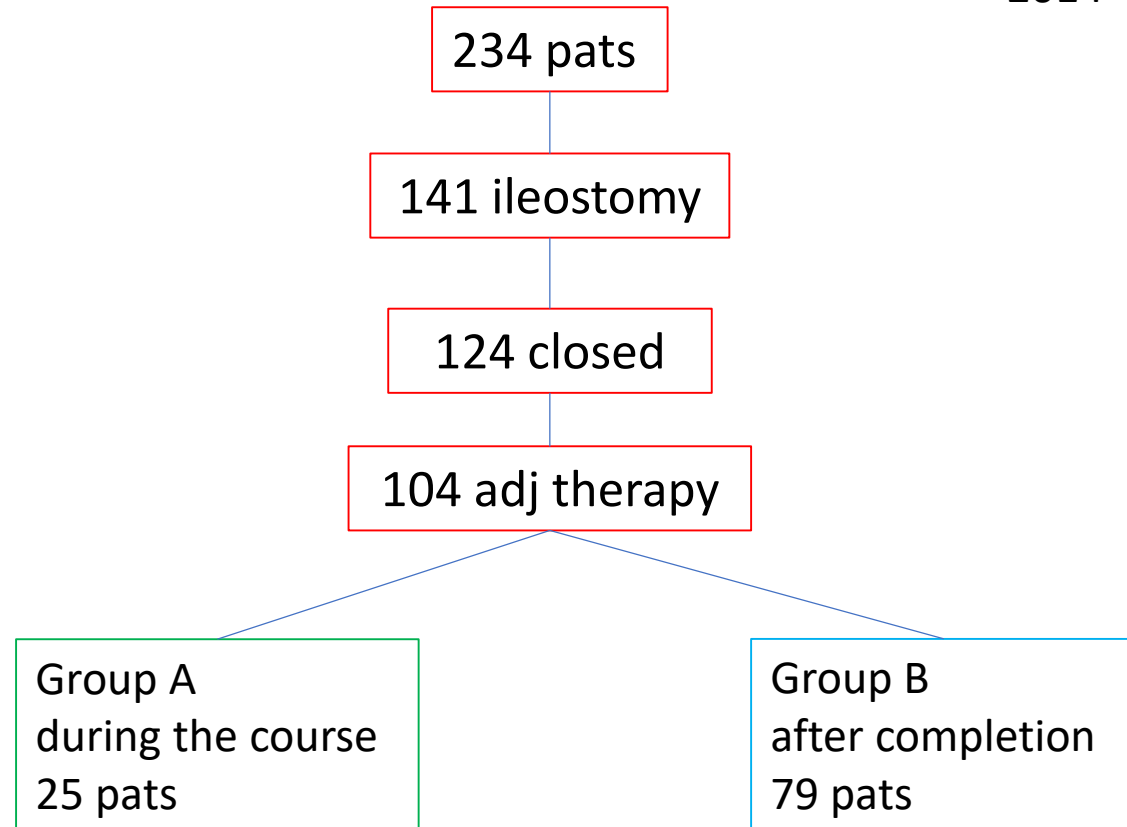 234 pats
141 ileostomy
124 closed
104 adj therapy
Group A
during the course
25 pats
Group B
after completion
79 pats